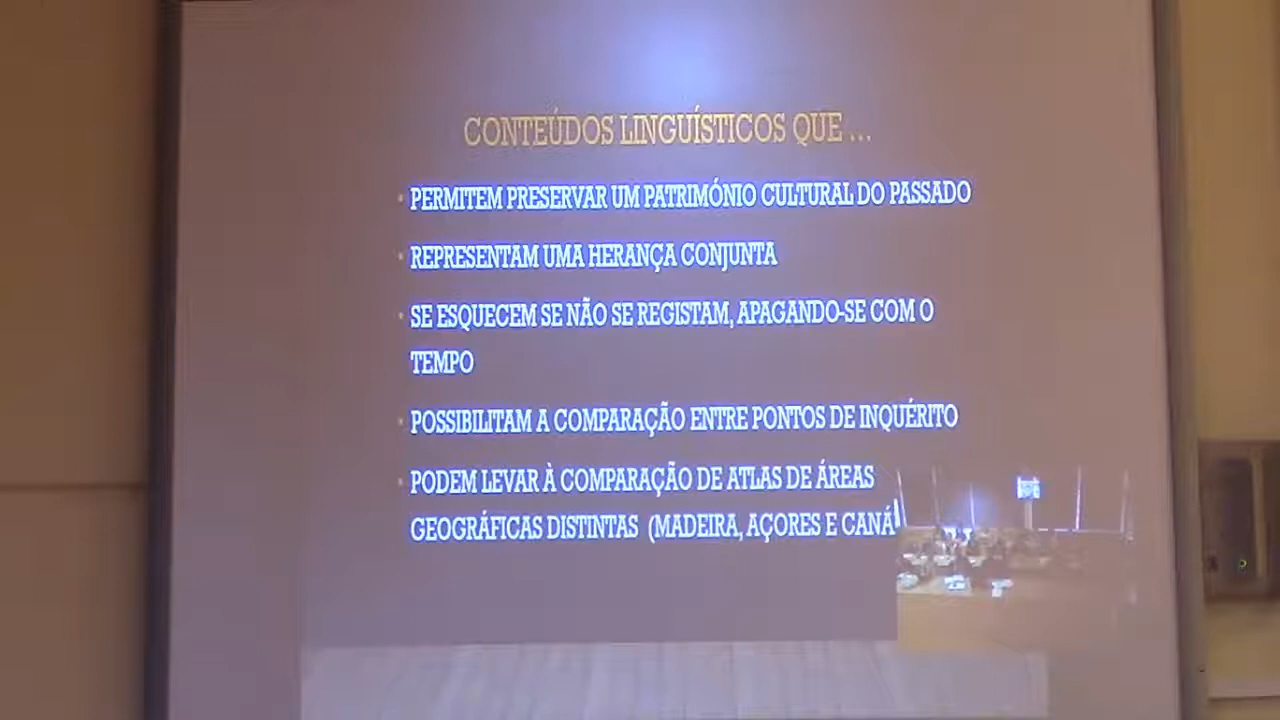 CONTEÚDOS LINGUÍSTICOS QUE ...
• PERMITEM PRESERVAR UM PATRIMÓNIO CULTURAL DO PASSADO
• REPRESENTAM UMA HERANÇA CONJUNTA
• SE ESQUECEM SE NÃO SE REGISTAM, APAGANDO-SE COM O
TEMPO
• POSSIBILITAM A COMPARAÇÃO ENTRE PONTOS DE INQUÉRITO
• PODEM LEVAR À COMPARAÇÃO DE ATLAS DE ÁREAS
GEOGRÁFICAS DISTINTAS (MADEIRA, AÇORES E CANÁ